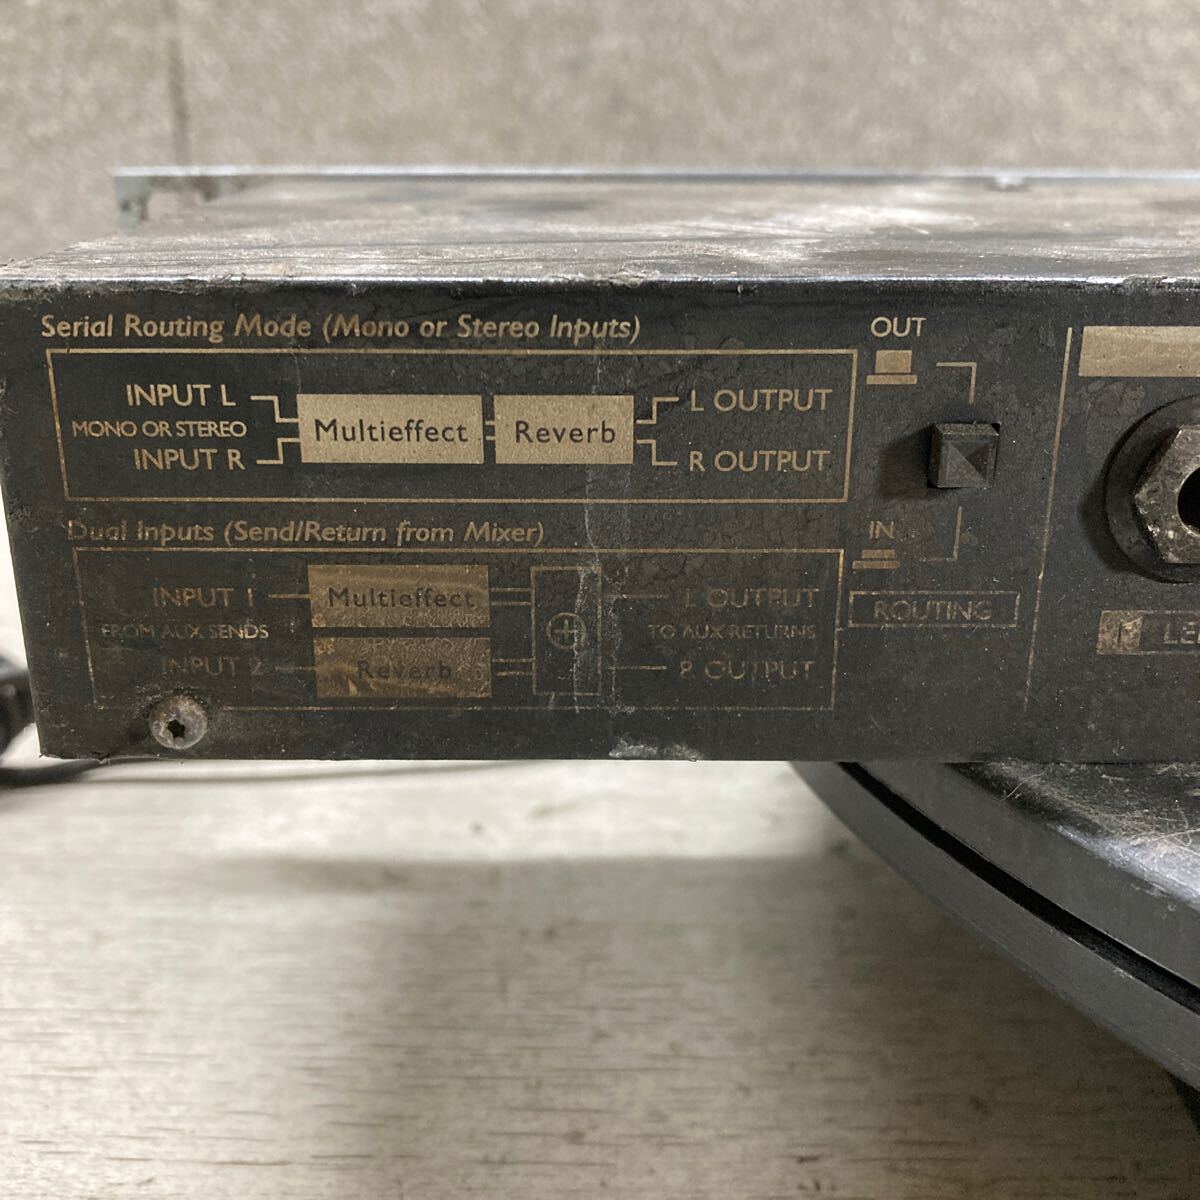 Serial Routing Mode (Mono or Stereo Inputs)
INPUT L
MONO OR STEREO
INPUT R
Multieffect
Reverb
L OUTPUT
R OUTPUT
OUT
IN
ROUTING
Dual Inputs (Send/Return from Mixer)
INPUT 1
FROM AUX SENDS
INPUT 2
Multieffect
Reverb
L OUTPUT
TO AUX RETURNS
R OUTPUT